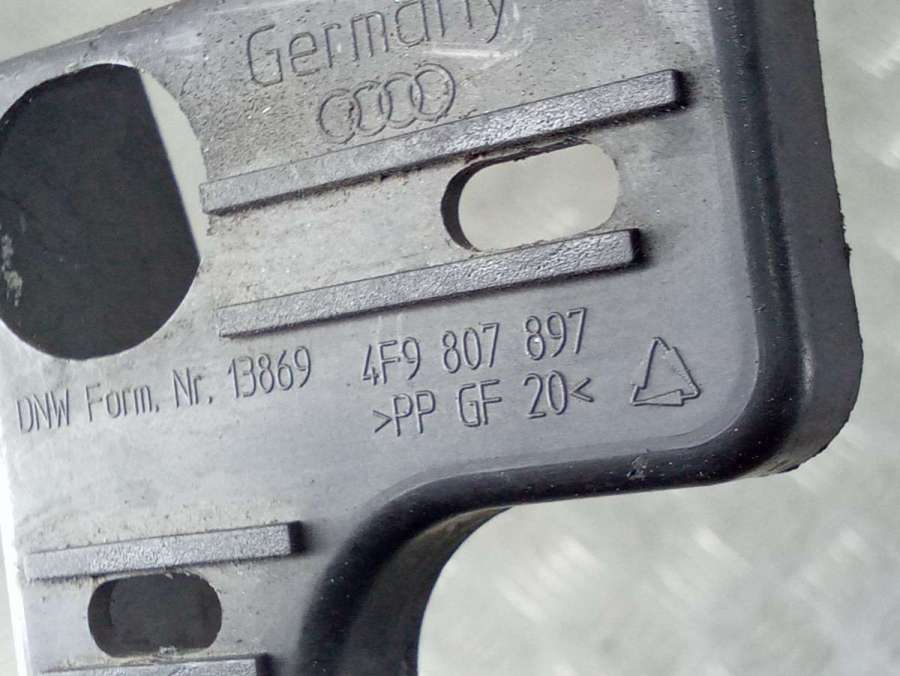 Germany
4F9 807 897
DNW Form. Nr. 13869
>PP GF 20<